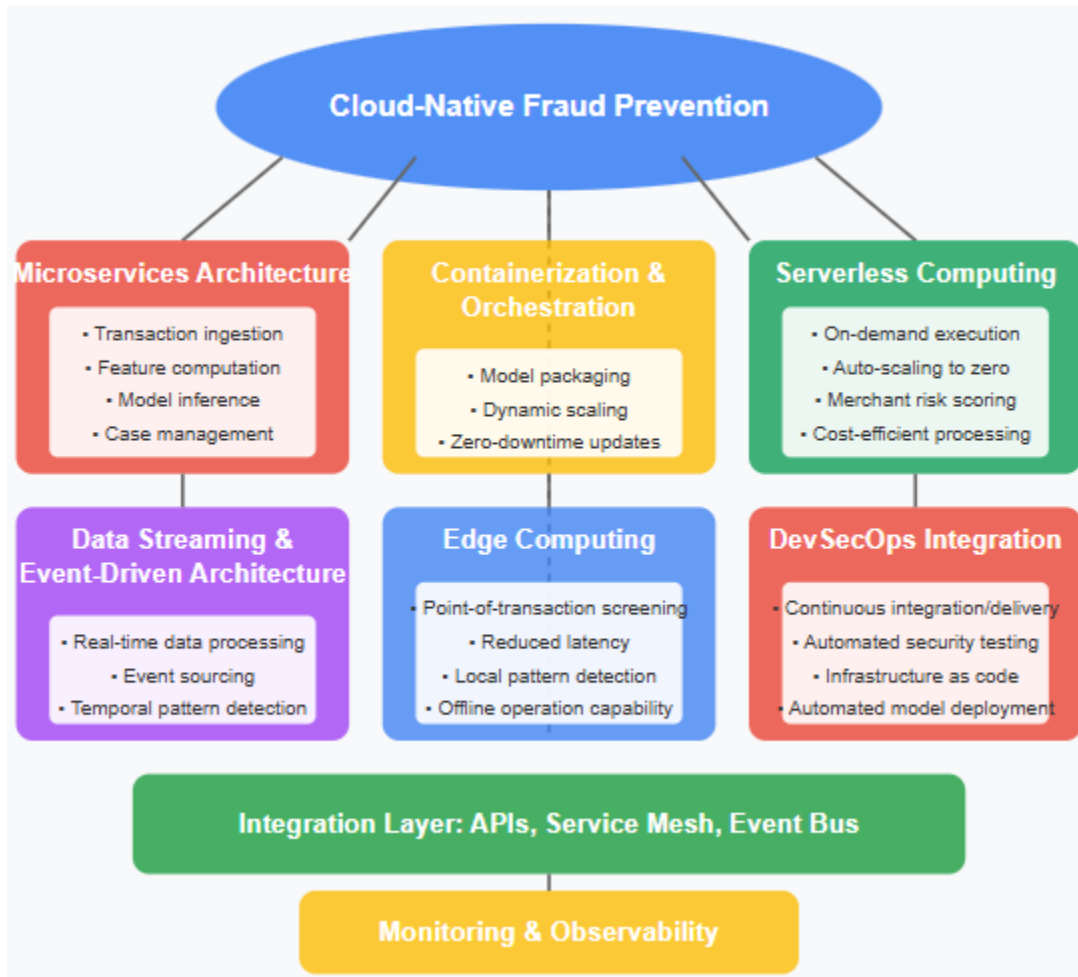 Cloud-Native Fraud Prevention
Microservices Architecture
▪ Transaction ingestion
▪ Feature computation
▪ Model inference
▪ Case management
Containerization &
Orchestration
▪ Model packaging
▪ Dynamic scaling
▪ Zero-downtime updates
Serverless Computing
▪ On-demand execution
▪ Auto-scaling to zero
▪ Merchant risk scoring
▪ Cost-efficient processing
Data Streaming &
Event-Driven Architecture
▪ Real-time data processing
▪ Event sourcing
▪ Temporal pattern detection
Edge Computing
▪ Point-of-transaction screening
▪ Reduced latency
▪ Local pattern detection
▪ Offline operation capability
DevSecOps Integration
▪ Continuous integration/delivery
▪ Automated security testing
▪ Infrastructure as code
▪ Automated model deployment
Integration Layer: APIs, Service Mesh, Event Bus
Monitoring & Observability